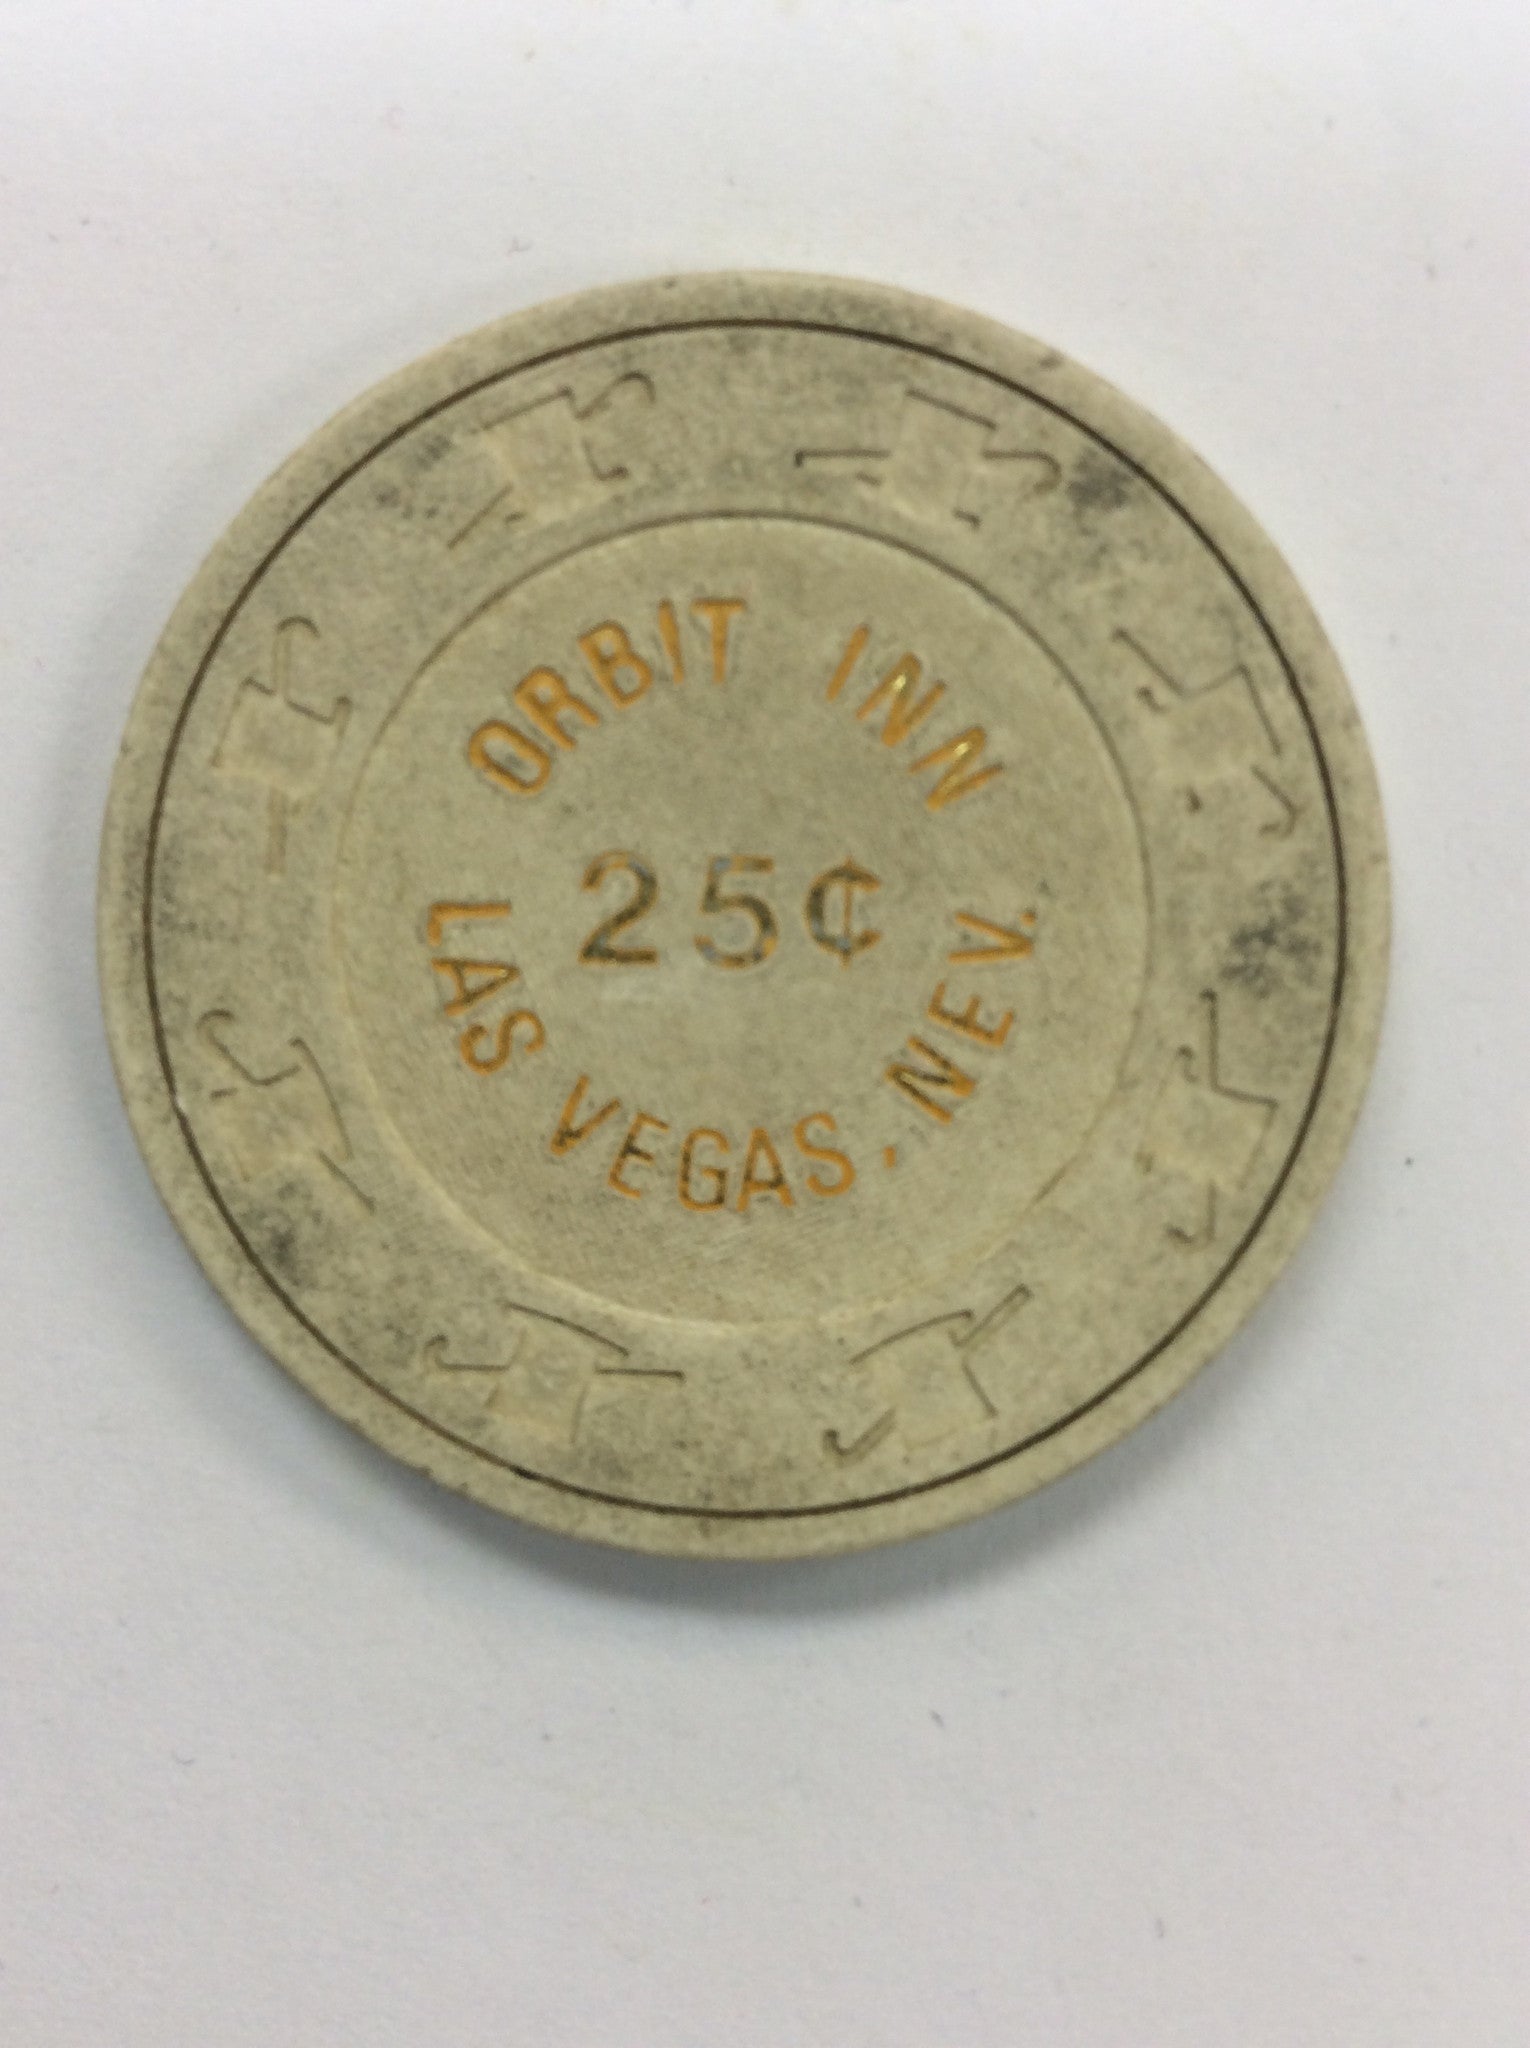 ORBIT INN
25¢
LAS VEGAS, NEV.